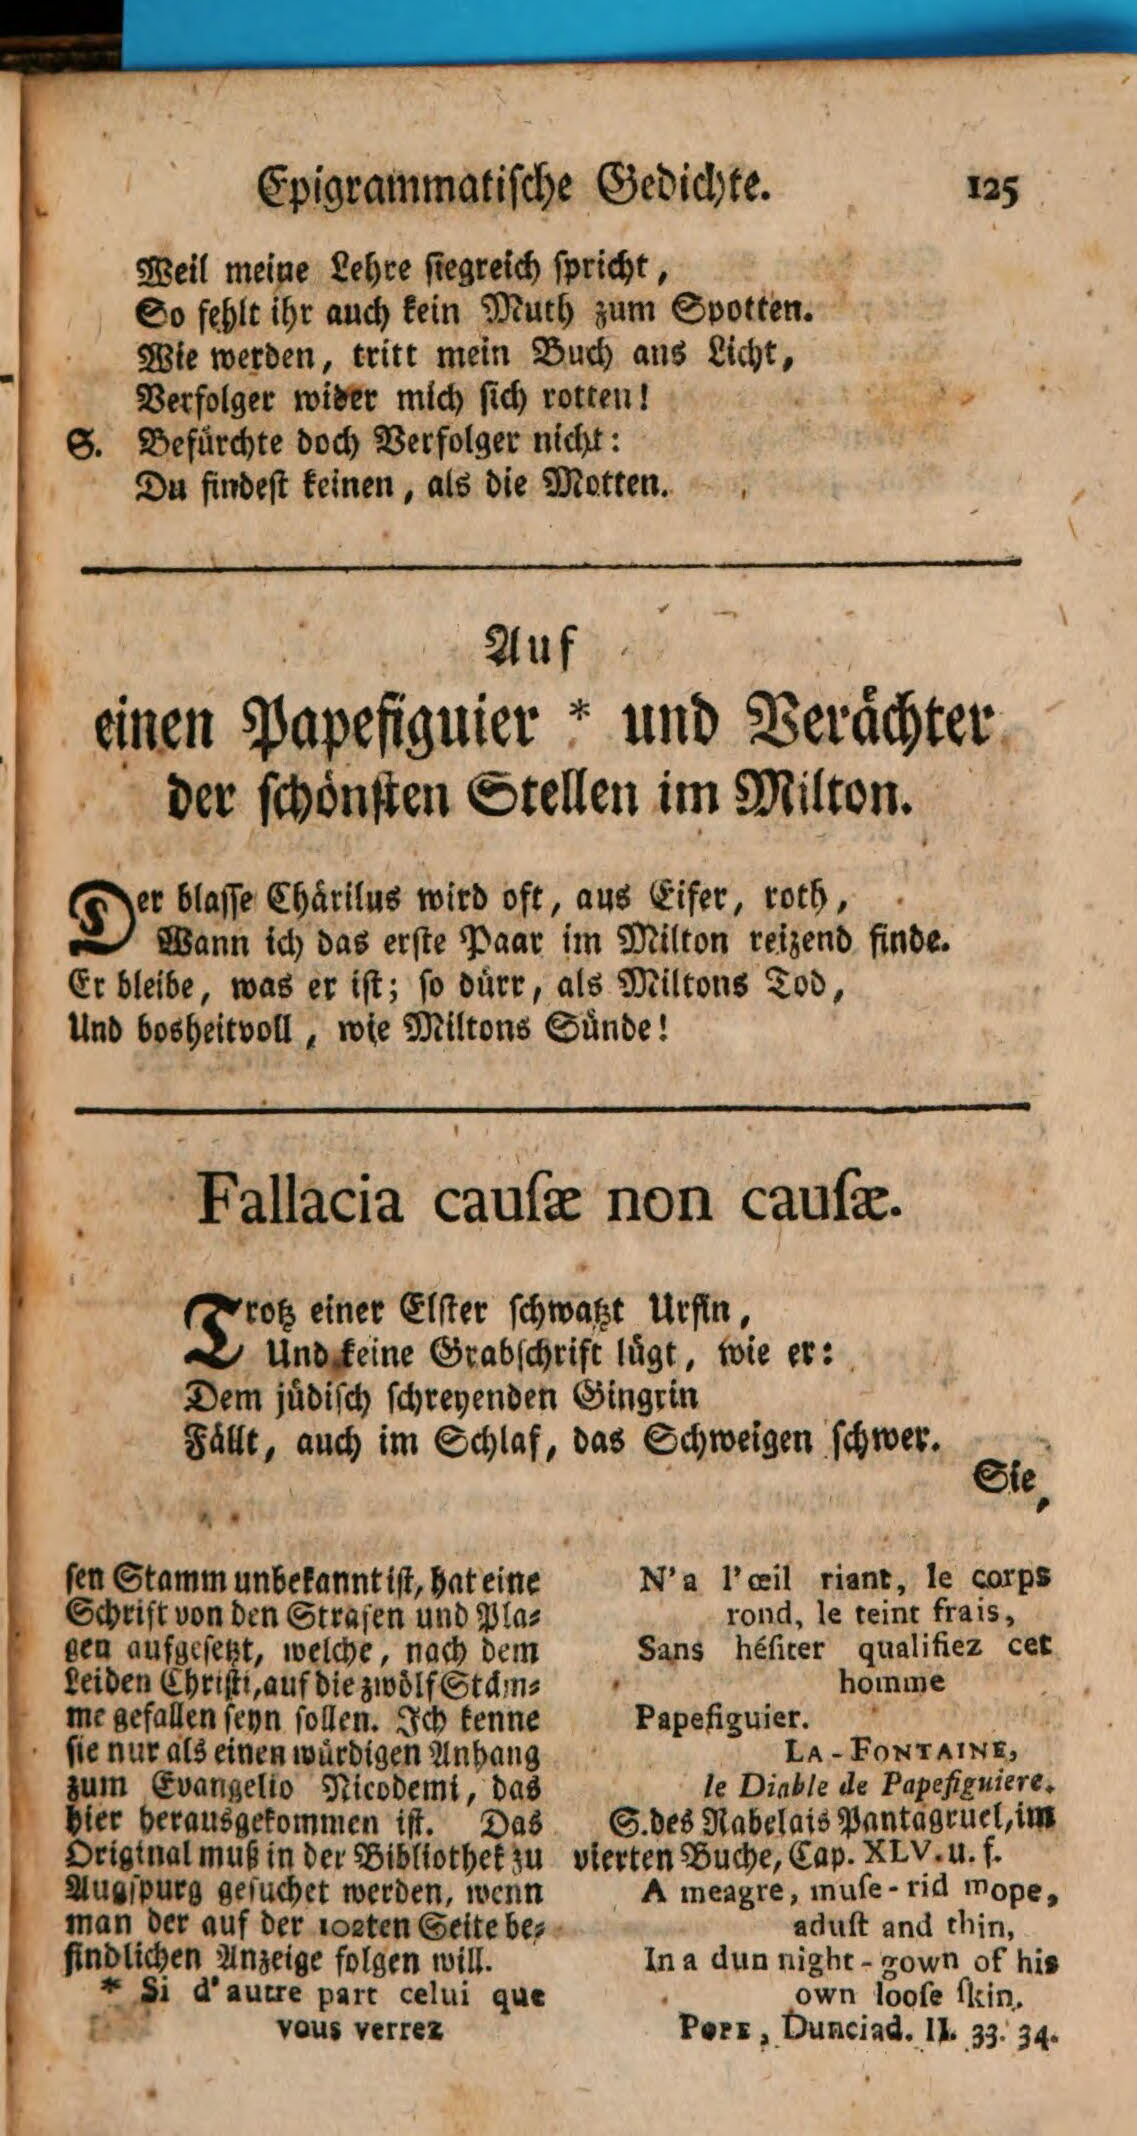 Epigrammatische Gedichte. 125
Weil meine Lehre siegreich spricht,
So fehlt ihr auch kein Muth zum Spotten.
Wie werden, tritt mein Buch ans Licht,
Verfolger wider mich sich rotten!
S. Befürchte doch Verfolger nicht:
Du findest keinen, als die Motten.
Auf
einen Papefiguier * und Verächter
der schönsten Stellen im Milton.
Der blasse Chärilus wird oft, aus Eifer, roth,
Wann ich das erste Paar im Milton reizend finde.
Er bleibe, was er ist; so dürr, als Miltons Tod,
Und bosheitvoll, wie Miltons Sünde!
Fallacia cauſæ non cauſæ.
Trotz einer Elster schwatzt Ursin,
Und keine Grabschrift lügt, wie er:
Dem jüdisch schreyenden Gingrin
Fällt, auch im Schlaf, das Schweigen schwer.
Sie,
sen Stamm unbekannt ist, hat eine
Schrift von den Strafen und Pla-
gen aufgesetzt, welche, nach dem
Leiden Christi, auf die zwölf Stäm-
me gefallen seyn sollen. Ich kenne
sie nur als einen würdigen Anhang
zum Evangelio Nicodemi, das
hier herausgekommen ist. Das
Original muß in der Bibliothek zu
Augspurg gesuchet werden, wenn
man der auf der 102ten Seite be-
findlichen Anzeige folgen will.
* Si d'autre part celui que
vous verrez
N'a l'œil riant, le corps
rond, le teint frais,
Sans héſiter qualifiez cet
homme
Papefiguier.
LA-FONTAINE,
le Diable de Papefiguiere.
S. des Rabelais Pantagruel, im
vierten Buche, Cap. XLV. u. f.
A meagre, muſe-rid mope,
aduſt and thin,
In a dun night-gown of his
own looſe ſkin.
POPE, Dunciad. II. 33. 34.